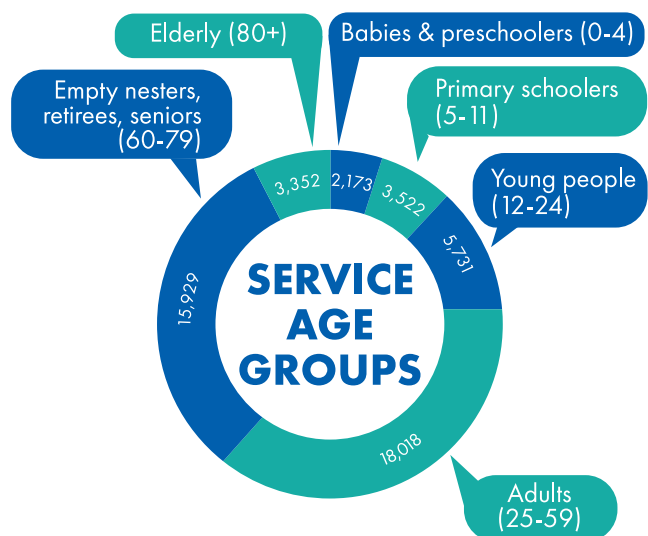 Elderly (80+)
Babies & preschoolers (0-4)
Empty nesters,
retirees, seniors
(60-79)
Primary schoolers
(5-11)
Young people
(12-24)
3,352
2,173
3,522
5,731
15,929
SERVICE
AGE
GROUPS
18,018
Adults
(25-59)